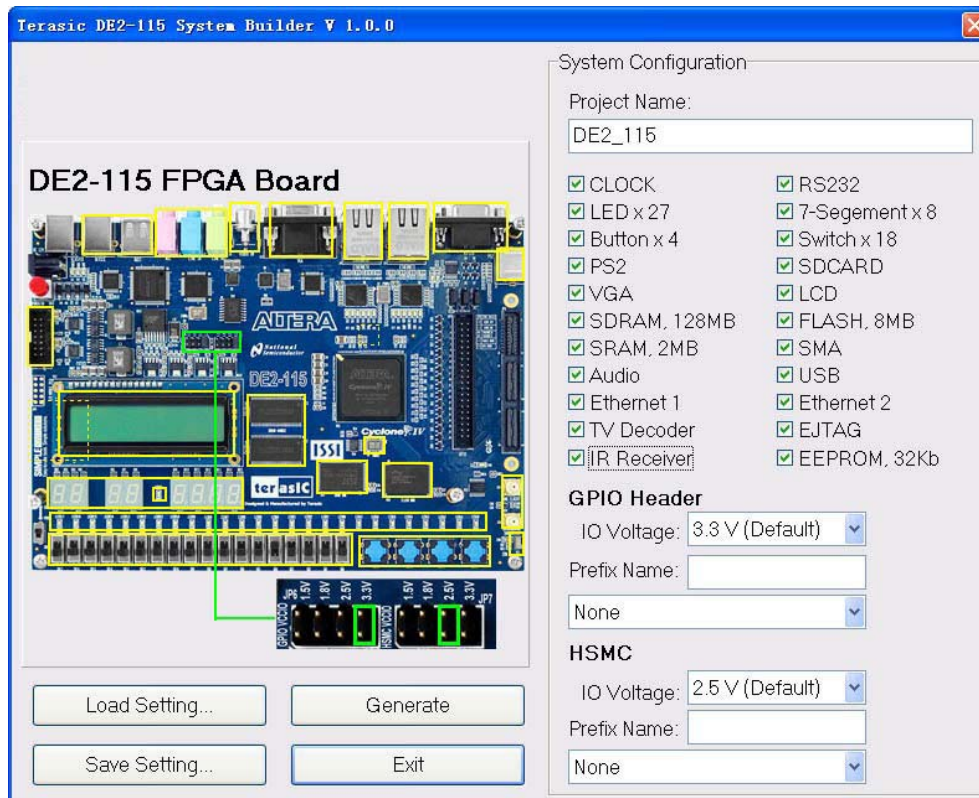 Terasic DE2-115 System Builder V 1.0.0
System Configuration
Project Name:
DE2_115
CLOCK
RS232
LED x 27
7-Segement x 8
Button x 4
Switch x 18
PS2
SDCARD
VGA
LCD
SDRAM, 128MB
FLASH, 8MB
SRAM, 2MB
SMA
Audio
USB
Ethernet 1
Ethernet 2
TV Decoder
EJTAG
IR Receiver
EEPROM, 32Kb
GPIO Header
IO Voltage: 3.3 V (Default)
Prefix Name:
None
HSMC
IO Voltage: 2.5 V (Default)
Prefix Name:
None
DE2-115 FPGA Board
ALTERA
National
Semiconductor
DE2-115
Cyclone IV
ISSI
terasIC
JP6 1.5V 1.8V 2.5V 3.3V
GPIO VCCIO
1.5V 1.8V 2.5V 3.3V JP7
HSMC VCCIO
Load Setting...
Generate
Save Setting...
Exit